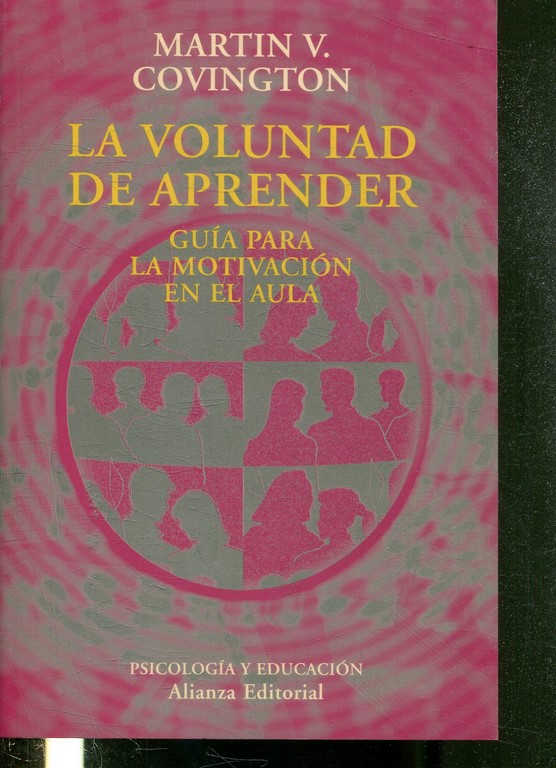 MARTIN V.
COVINGTON
LA VOLUNTAD
DE APRENDER
GUÍA PARA
LA MOTIVACIÓN
EN EL AULA
PSICOLOGÍA Y EDUCACIÓN
Alianza Editorial